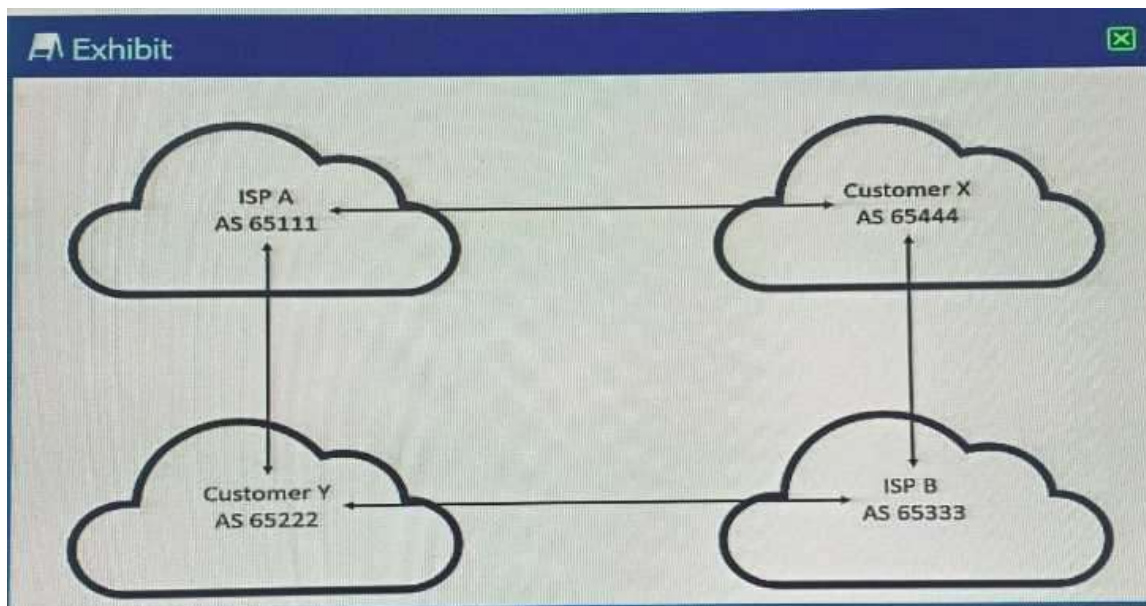 Exhibit
ISP A
AS 65111
Customer X
AS 65444
Customer Y
AS 65222
ISP B
AS 65333